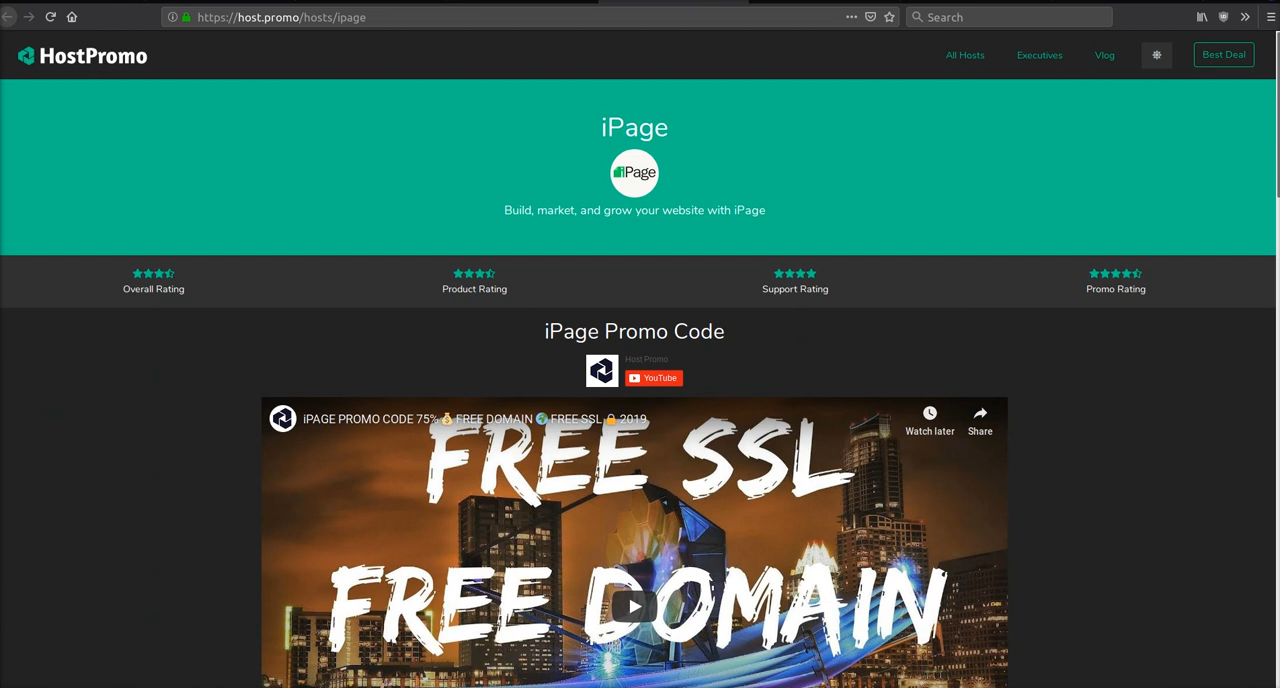 https://host.promo/hosts/ipage
Search
HostPromo
All Hosts
Executives
Vlog
Best Deal
iPage
iPage
Build, market, and grow your website with iPage
Overall Rating
Product Rating
Support Rating
Promo Rating
iPage Promo Code
Host Promo
YouTube
iPAGE PROMO CODE 75%💰FREE DOMAIN 🌍 FREE SSL 🔒 2019
Watch later
Share
FREE SSL
FREE DOMAIN